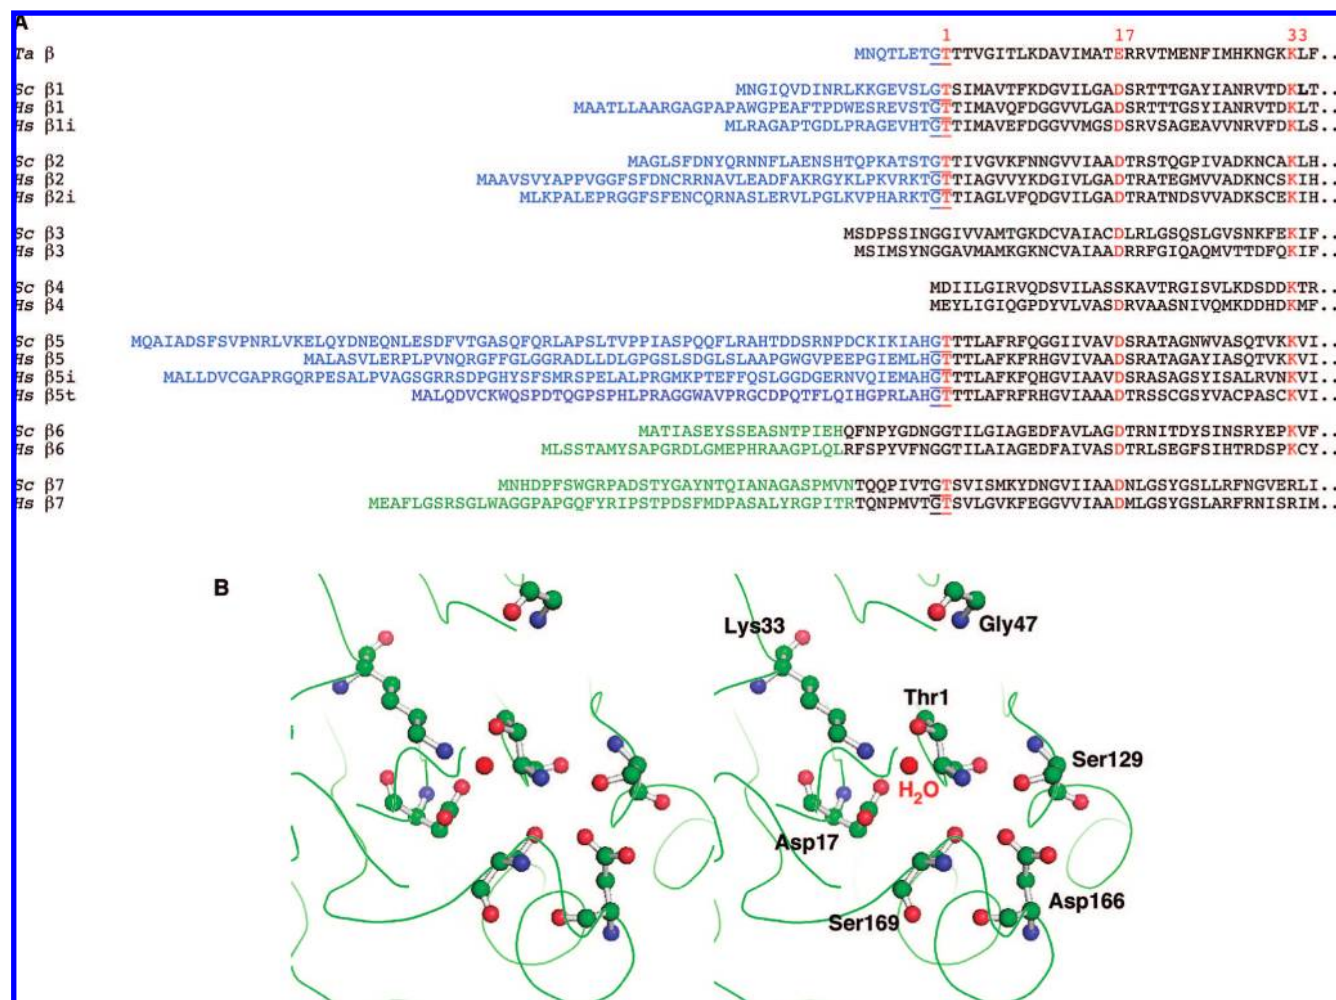 A
1 17 33
Ta β MNQTLETGTTTVGITLKDAVIMATERRVTMENFIMHKNGKKLF..
Sc β1 MNGIQVDINRLKKGEVSLGTSIMAVTFKDGVILGADSRTTTGAYIANRVTDKLT..
Hs β1 MAATLLAARGAGPAPAWGPEAFTPDWESREVSTGTTIMAVQFDGGVVLGADSRTTTGSYIANRVTDKLT..
Hs β1i MLRAGAPTGDLPRAGEVHTGTTIMAVEFDGGVVMGSDSRVSAGEAVVNRVFDKLS..
Sc β2 MAGLSFDNYQRNNFLAENSHTQPKATSTGTTIVGVKFNNGVVIAADTRSTQGPIVADKNCAKLH..
Hs β2 MAAVSVYAPPVGGFSFDNCRRNAVLEADFAKRGYKLPKVRKTGTTIAGVVYKDGIVLGADTRATEGMVVADKNCSKIH..
Hs β2i MLKPALEPRGGFSFENCQRNASLERVLPGLKVPHARKTGTTIAGLVFQDGVILGADTRATNDSVVADKSCEKIH..
Sc β3 MSDPSSINGGIVVAMTGKDCVAIACDLRLGSQSLGVSNKFEKIF..
Hs β3 MSIMSYNGGAVMAMKGKNCVAIAADRRFGIQAQMVTTDFQKIF..
Sc β4 MDIILGIRVQDSVILASSKAVTRGISVLKDSDDKTR..
Hs β4 MEYLIGIQGPDYVLVASDRVAASNIVQMKDDHDKMF..
Sc β5 MQAIADSFSVPNRLVKELQYDNEQNLESDFVTGASQFQRLAPSLTVPPIASPQQFLRAHTDDSRNPDCKIKIAHGTTTLAFRFQGGIIVAVDSRATAGNWVASQTVKKVI..
Hs β5 MALASVLERPLPVNQRGFFGLGGRADLLDLGPGSLSDGLSLAAPGWGVPEEPGIEMLHGTTTLAFKFRHGVIVAADSRATAGAYIASQTVKKVI..
Hs β5i MALLDVCGAPRGQRPESALPVAGSGRRSDPGHYSFSMRSPELALPRGMKPTEFFQSLGGDGERNVQIEMAHGTTTLAFKFQHGVIAAVDSRASAGSYISALRVNKVI..
Hs β5t MALQDVCKWQSPDTQGPSPHLPRAGGWAVPRGCDPQTFLQIHGPRLAHGTTTLAFRFRHGVIAAADTRSSCGSYVACPASCKVI..
Sc β6 MATIASEYSSEASNTPIEHQFNPYGDNGGTILGIAGEDFAVLAGDTRNITDYSINSRYEPKVF..
Hs β6 MLSSTAMYSAPGRDLGMEPHRAAGPLQLRFSPYVFNGGTILAIAGEDFAIVASDTRLSEGFSIHTRDSPKCY..
Sc β7 MNHDPFSWGRPADSTYGAYNTQIANAGASPMVNTQQPIVTGTSVISMKYDNGVIIAADNLGSYGSLLRFNGVERLI..
Hs β7 MEAFLGSRSGLWAGGPAPGQFYRIPSTPDSFMDPASALYRGPITRTQNPMVTGTSVLGVKFEGGVVIAADMLGSYGSLARFRNISRIM..
B
Lys33
Gly47
Thr1
Ser129
H₂O
Asp17
Ser169
Asp166